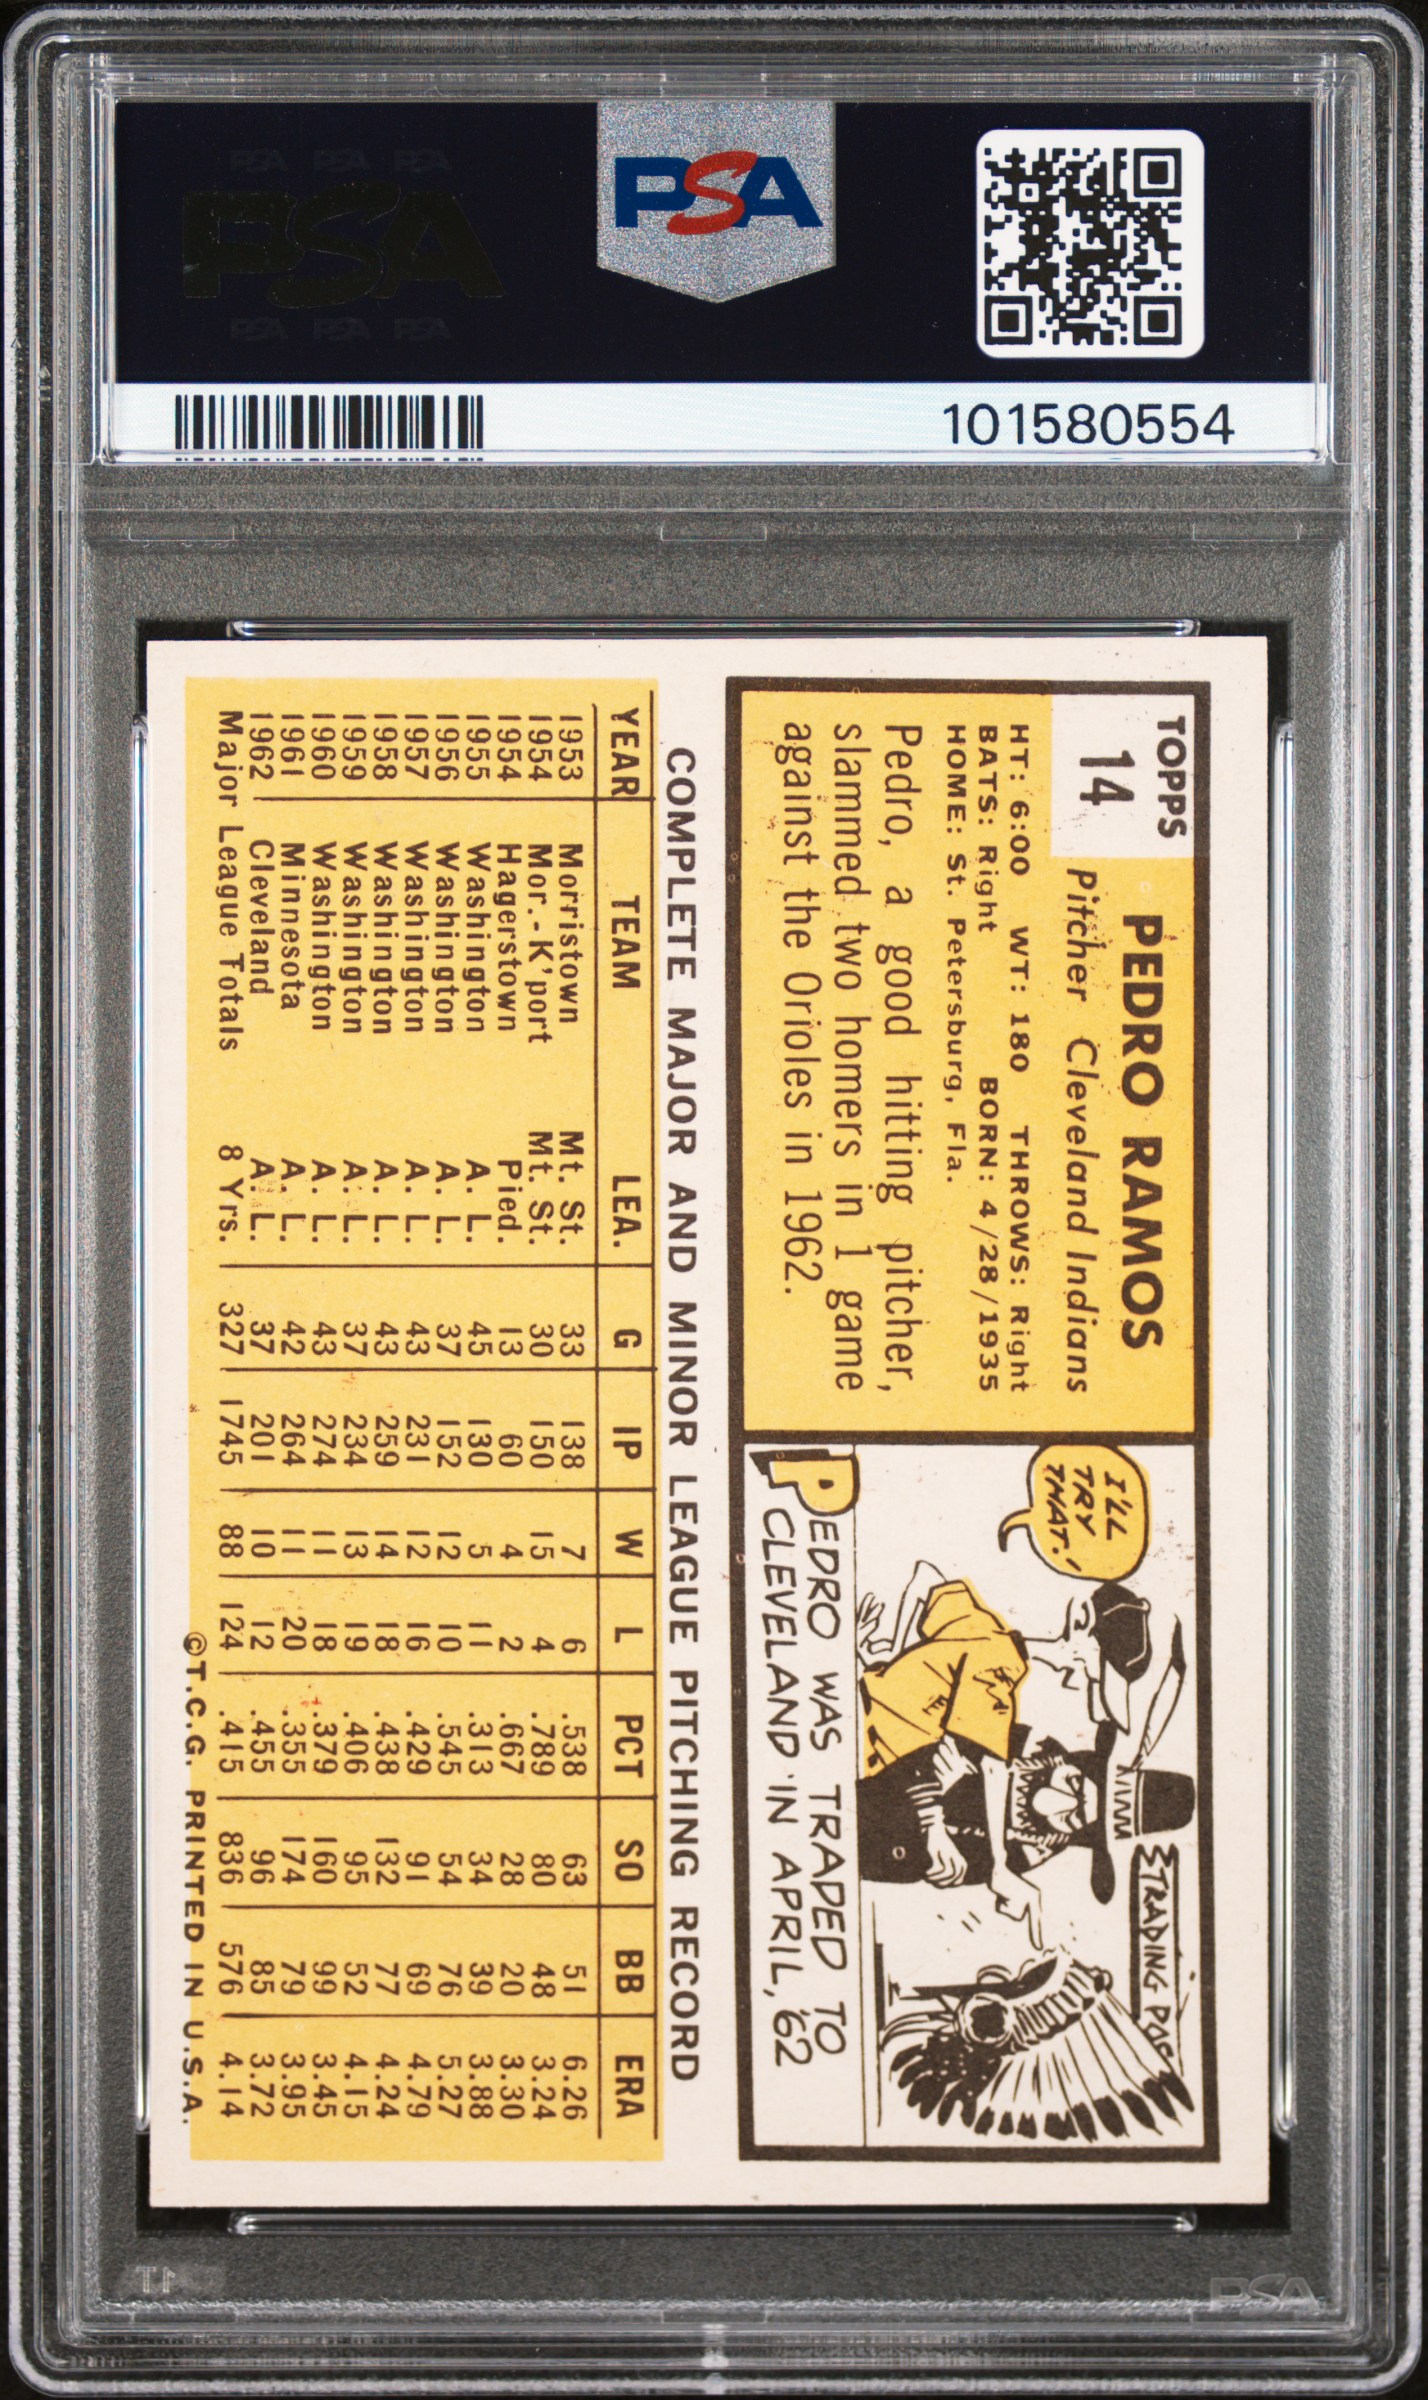 PSA PSA PSA
PSA
PSA PSA PSA
PSA
101580554
TOPPS
14
PEDRO RAMOS
Pitcher Cleveland Indians
HT: 6:00 WT: 180 THROWS: Right
BATS: Right BORN: 4/28/1935
HOME: St. Petersburg, Fla.
Pedro, a good hitting pitcher,
slammed two homers in 1 game
against the Orioles in 1962.
I'LL
TRY
THAT!
TRADING POST
PEDRO WAS TRADED TO
CLEVELAND IN APRIL, '62
COMPLETE MAJOR AND MINOR LEAGUE PITCHING RECORD
YEAR TEAM LEA. G IP W L PCT SO BB ERA
1953 Morristown Mt. St. 33 138 7 6 .538 63 51 6.26
1954 Mor.-K'port Mt. St. 30 150 15 4 .789 80 48 3.24
1954 Hagerstown Pied. 13 60 4 2 .667 28 20 3.30
1955 Washington A. L. 45 130 5 11 .313 34 39 3.88
1956 Washington A. L. 37 152 12 10 .545 54 76 5.27
1957 Washington A. L. 43 231 12 16 .429 91 69 4.79
1958 Washington A. L. 43 259 14 18 .438 132 77 4.24
1959 Washington A. L. 37 234 13 19 .406 95 52 4.15
1960 Washington A. L. 43 274 11 18 .379 160 99 3.45
1961 Minnesota A. L. 42 264 11 20 .355 174 79 3.95
1962 Cleveland A. L. 37 201 10 12 .455 96 85 3.72
Major League Totals 8 Yrs. 327 1745 88 124 .415 836 576 4.14
©T.C.G. PRINTED IN U.S.A.
PSA